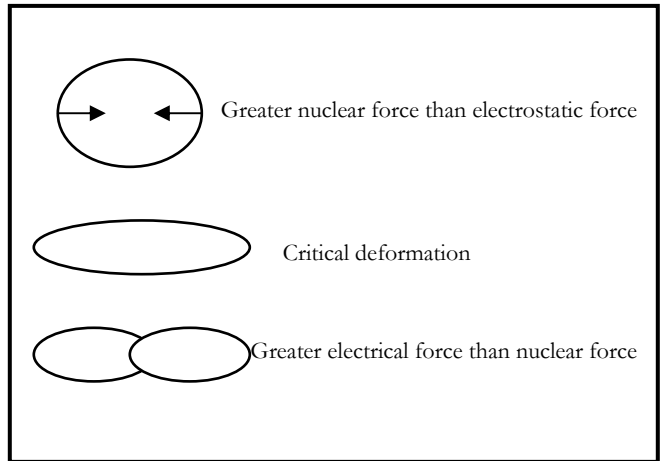 Greater nuclear force than electrostatic force
Critical deformation
Greater electrical force than nuclear force